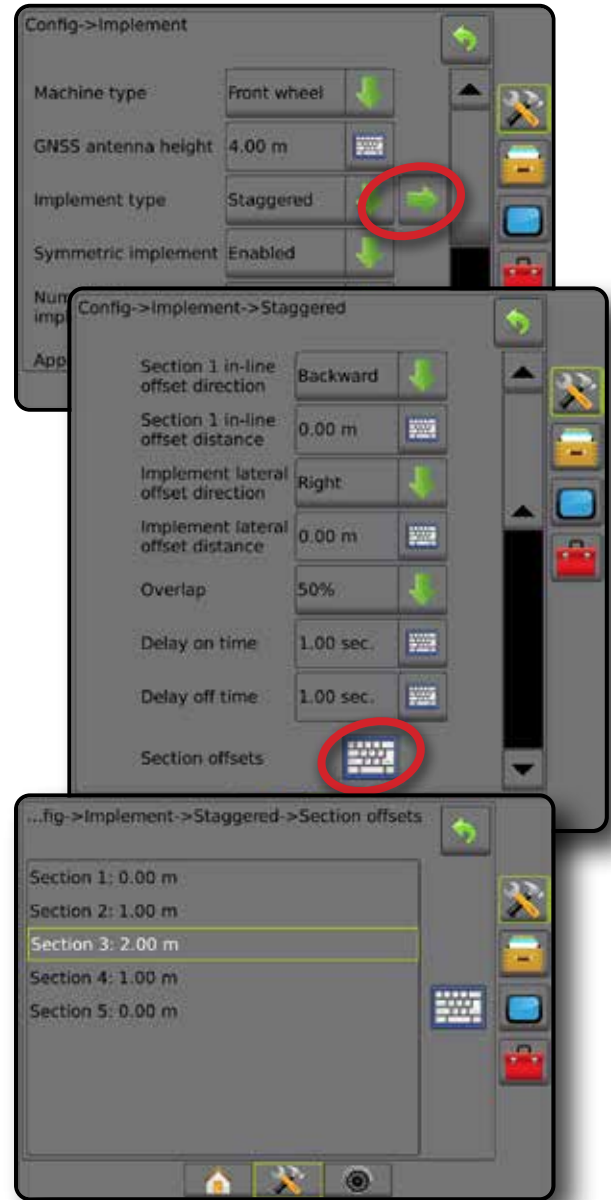 Config->Implement
Machine type Front wheel
GNSS antenna height 4.00 m
Implement type Staggered
Symmetric implement Enabled
Config->Implement->Staggered
Section 1 in-line
offset direction Backward
Section 1 in-line
offset distance 0.00 m
Implement lateral
offset direction Right
Implement lateral
offset distance 0.00 m
Overlap 50%
Delay on time 1.00 sec.
Delay off time 1.00 sec.
Section offsets
...fig->Implement->Staggered->Section offsets
Section 1: 0.00 m
Section 2: 1.00 m
Section 3: 2.00 m
Section 4: 1.00 m
Section 5: 0.00 m